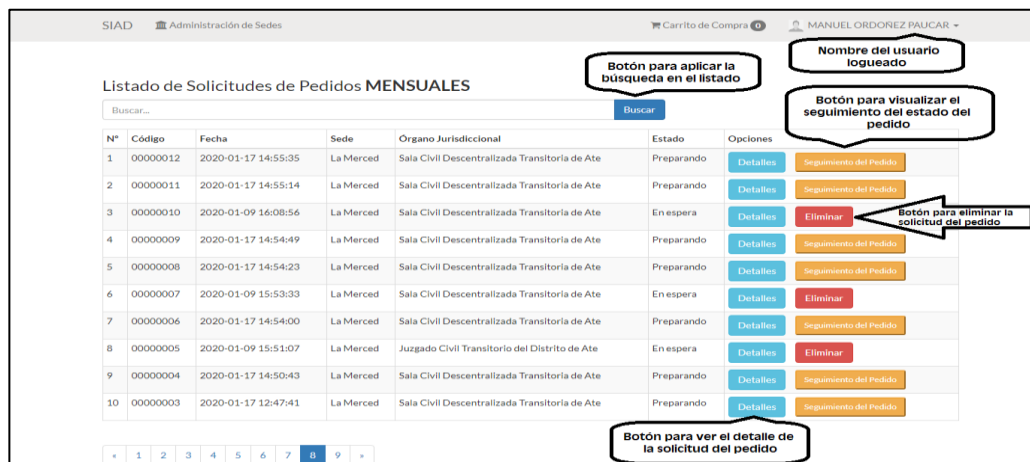 SIAD Administración de Sedes Carrito de Compra 0 MANUEL ORDOÑEZ PAUCAR
Nombre del usuario
logueado
Botón para aplicar la
búsqueda en el listado
Listado de Solicitudes de Pedidos MENSUALES
Buscar... Buscar
Botón para visualizar el
seguimiento del estado del
pedido
N° Código Fecha Sede Órgano Jurisdiccional Estado Opciones
1 00000012 2020-01-17 14:55:35 La Merced Sala Civil Descentralizada Transitoria de Ate Preparando Detalles Seguimiento del Pedido
2 00000011 2020-01-17 14:55:14 La Merced Sala Civil Descentralizada Transitoria de Ate Preparando Detalles Seguimiento del Pedido
3 00000010 2020-01-09 16:08:56 La Merced Sala Civil Descentralizada Transitoria de Ate En espera Detalles Eliminar
Botón para eliminar la
solicitud del pedido
4 00000009 2020-01-17 14:54:49 La Merced Sala Civil Descentralizada Transitoria de Ate Preparando Detalles Seguimiento del Pedido
5 00000008 2020-01-17 14:54:23 La Merced Sala Civil Descentralizada Transitoria de Ate Preparando Detalles Seguimiento del Pedido
6 00000007 2020-01-09 15:53:33 La Merced Sala Civil Descentralizada Transitoria de Ate En espera Detalles Eliminar
7 00000006 2020-01-17 14:54:00 La Merced Sala Civil Descentralizada Transitoria de Ate Preparando Detalles Seguimiento del Pedido
8 00000005 2020-01-09 15:51:07 La Merced Juzgado Civil Transitorio del Distrito de Ate En espera Detalles Eliminar
9 00000004 2020-01-17 14:50:43 La Merced Sala Civil Descentralizada Transitoria de Ate Preparando Detalles Seguimiento del Pedido
10 00000003 2020-01-17 12:47:41 La Merced Sala Civil Descentralizada Transitoria de Ate Preparando Detalles Seguimiento del Pedido
Botón para ver el detalle de
la solicitud del pedido
« 1 2 3 4 5 6 7 8 9 »